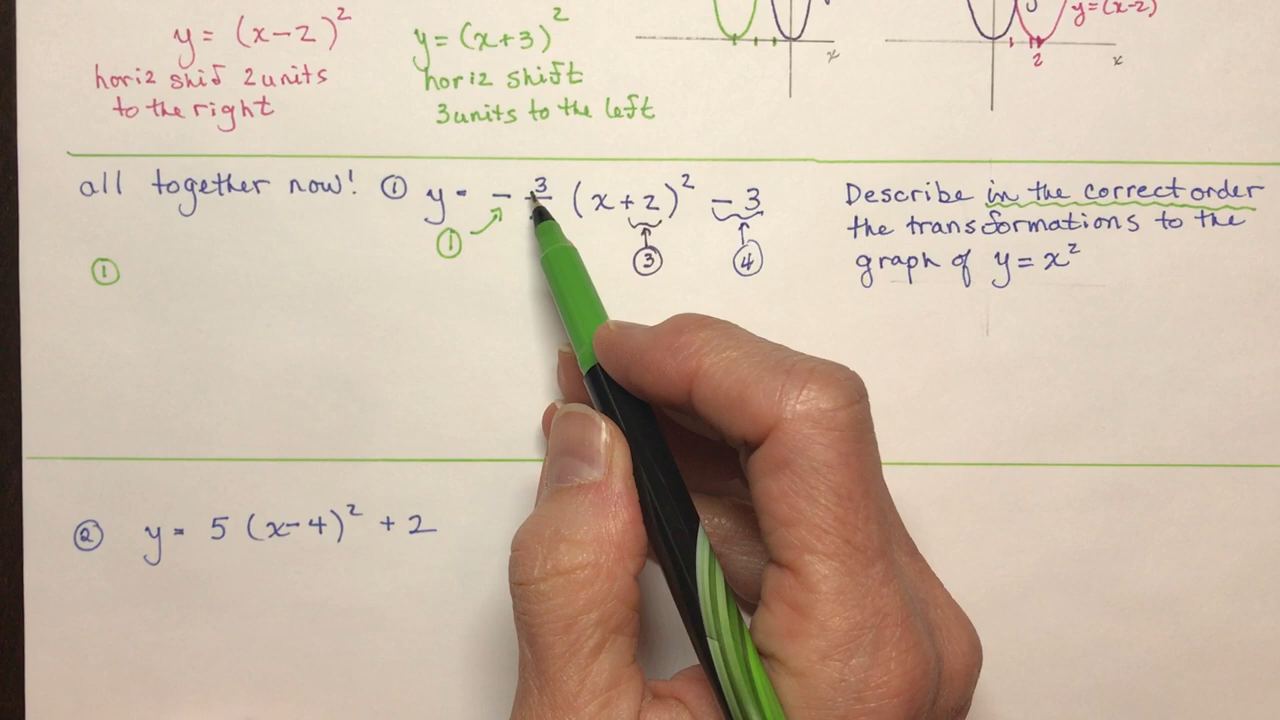 y = (x-2)²
horiz shif 2 units
to the right
y = (x+3)²
horiz shift
3 units to the left
x
y=(x-2)
2
x
all together now! ① y = - 3 (x+2)² - 3
①
③
④
①
Describe in the correct order
the transformations to the
graph of y = x²
② y = 5 (x-4)² + 2